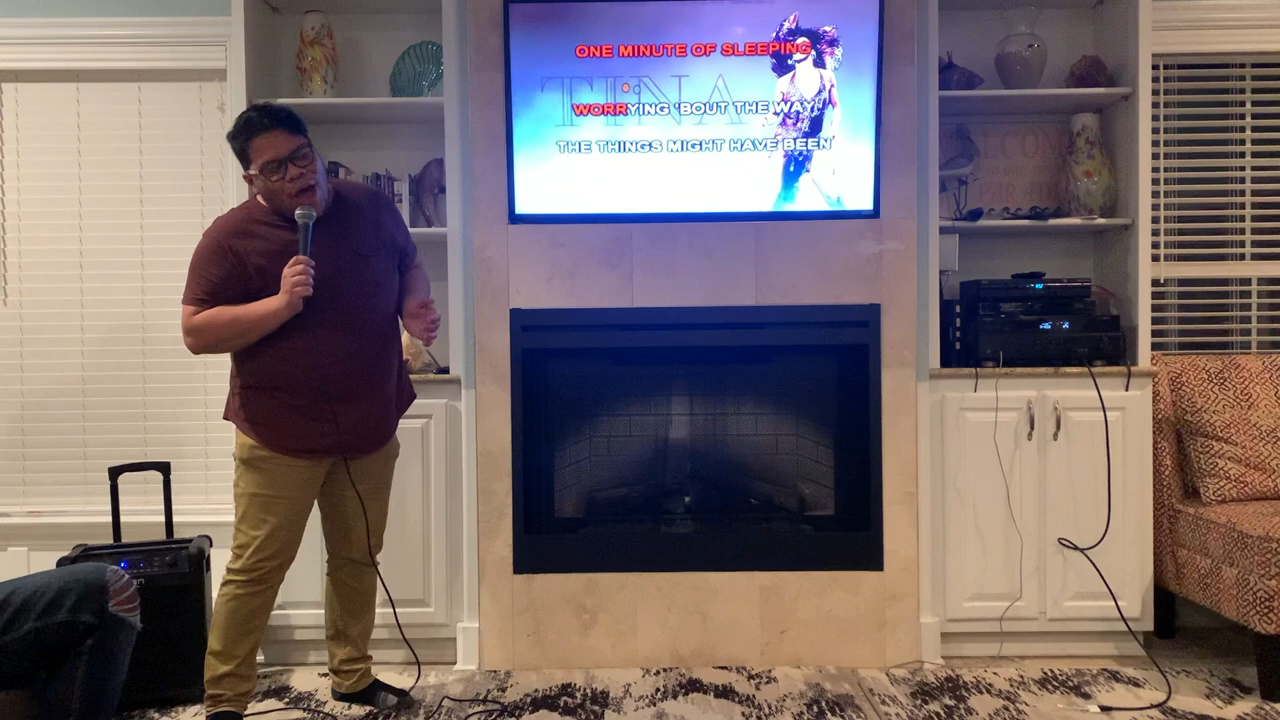 ONE MINUTE OF SLEEPING
TINA
WORRYING 'BOUT THE WAY
THE THINGS MIGHT HAVE BEEN